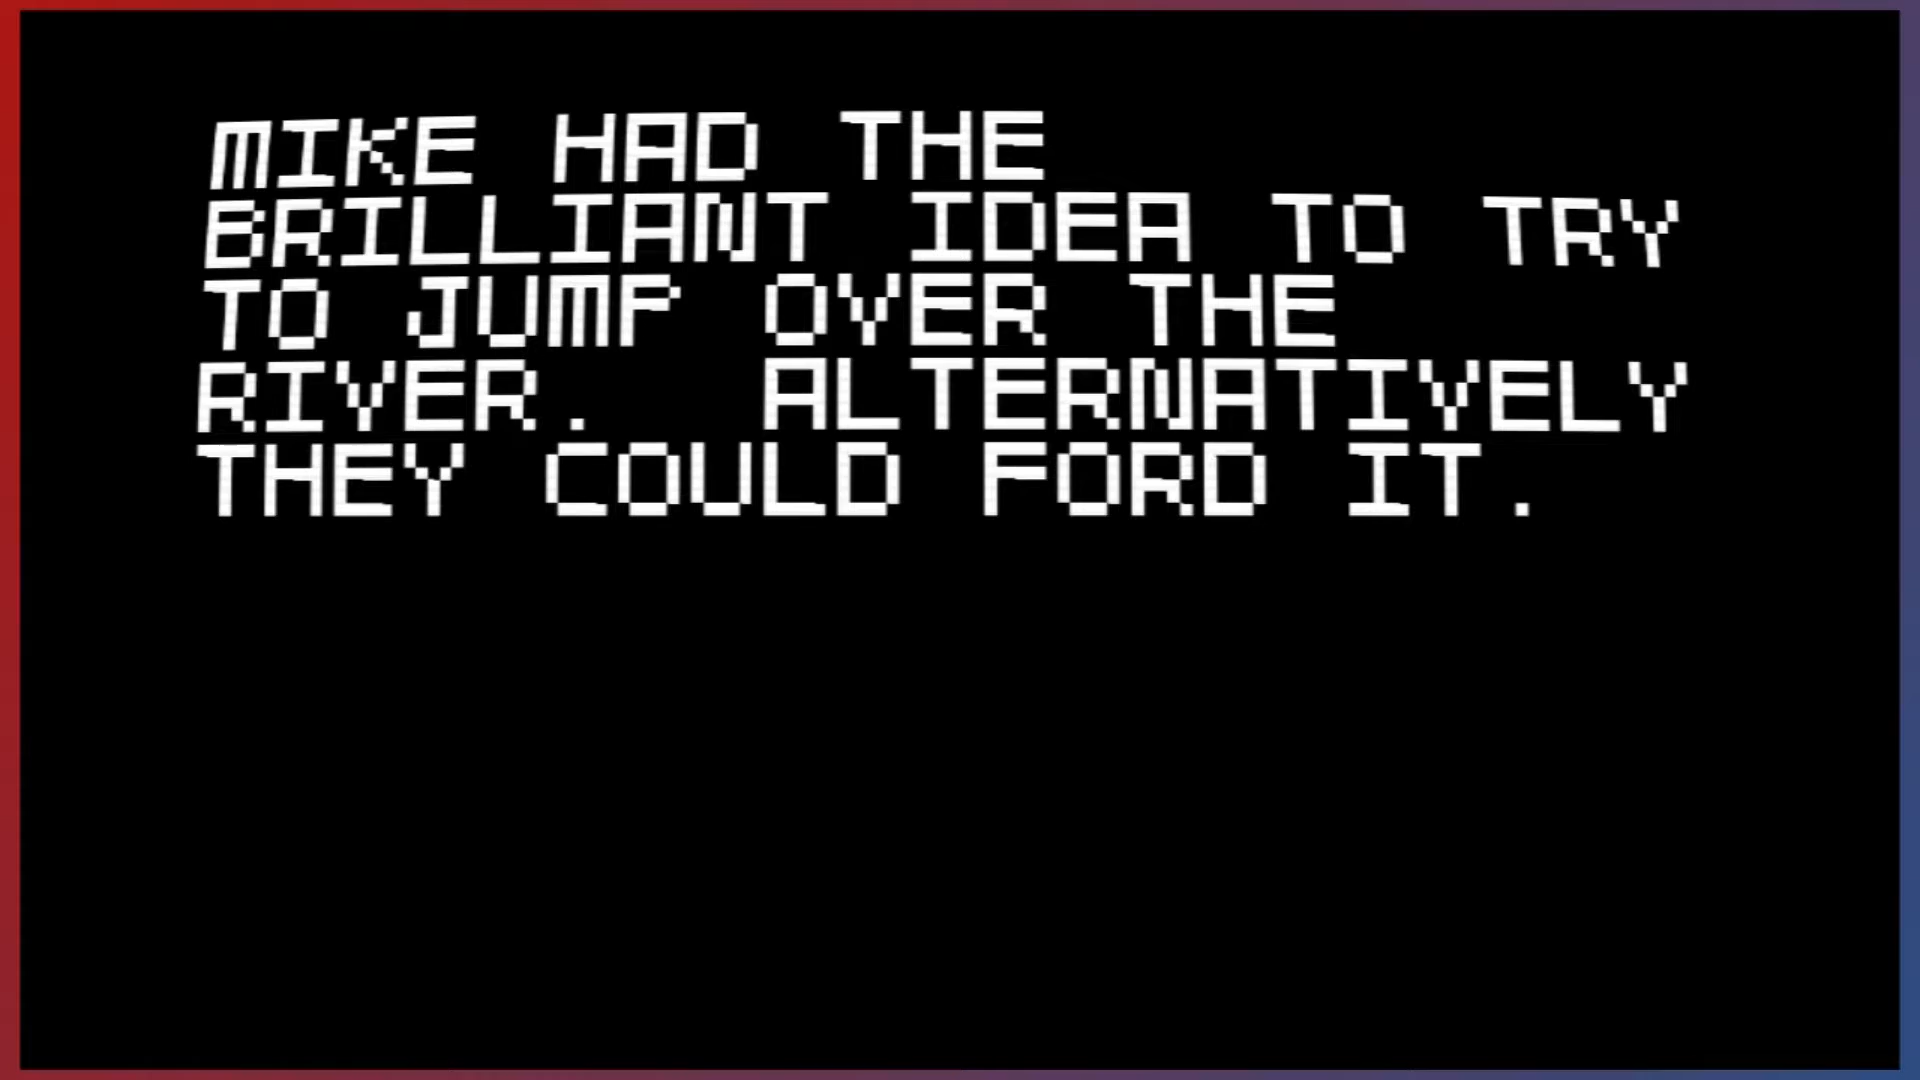 MIKE HAD THE
BRILLIANT IDEA TO TRY
TO JUMP OVER THE
RIVER.  ALTERNATIVELY
THEY COULD FORD IT.